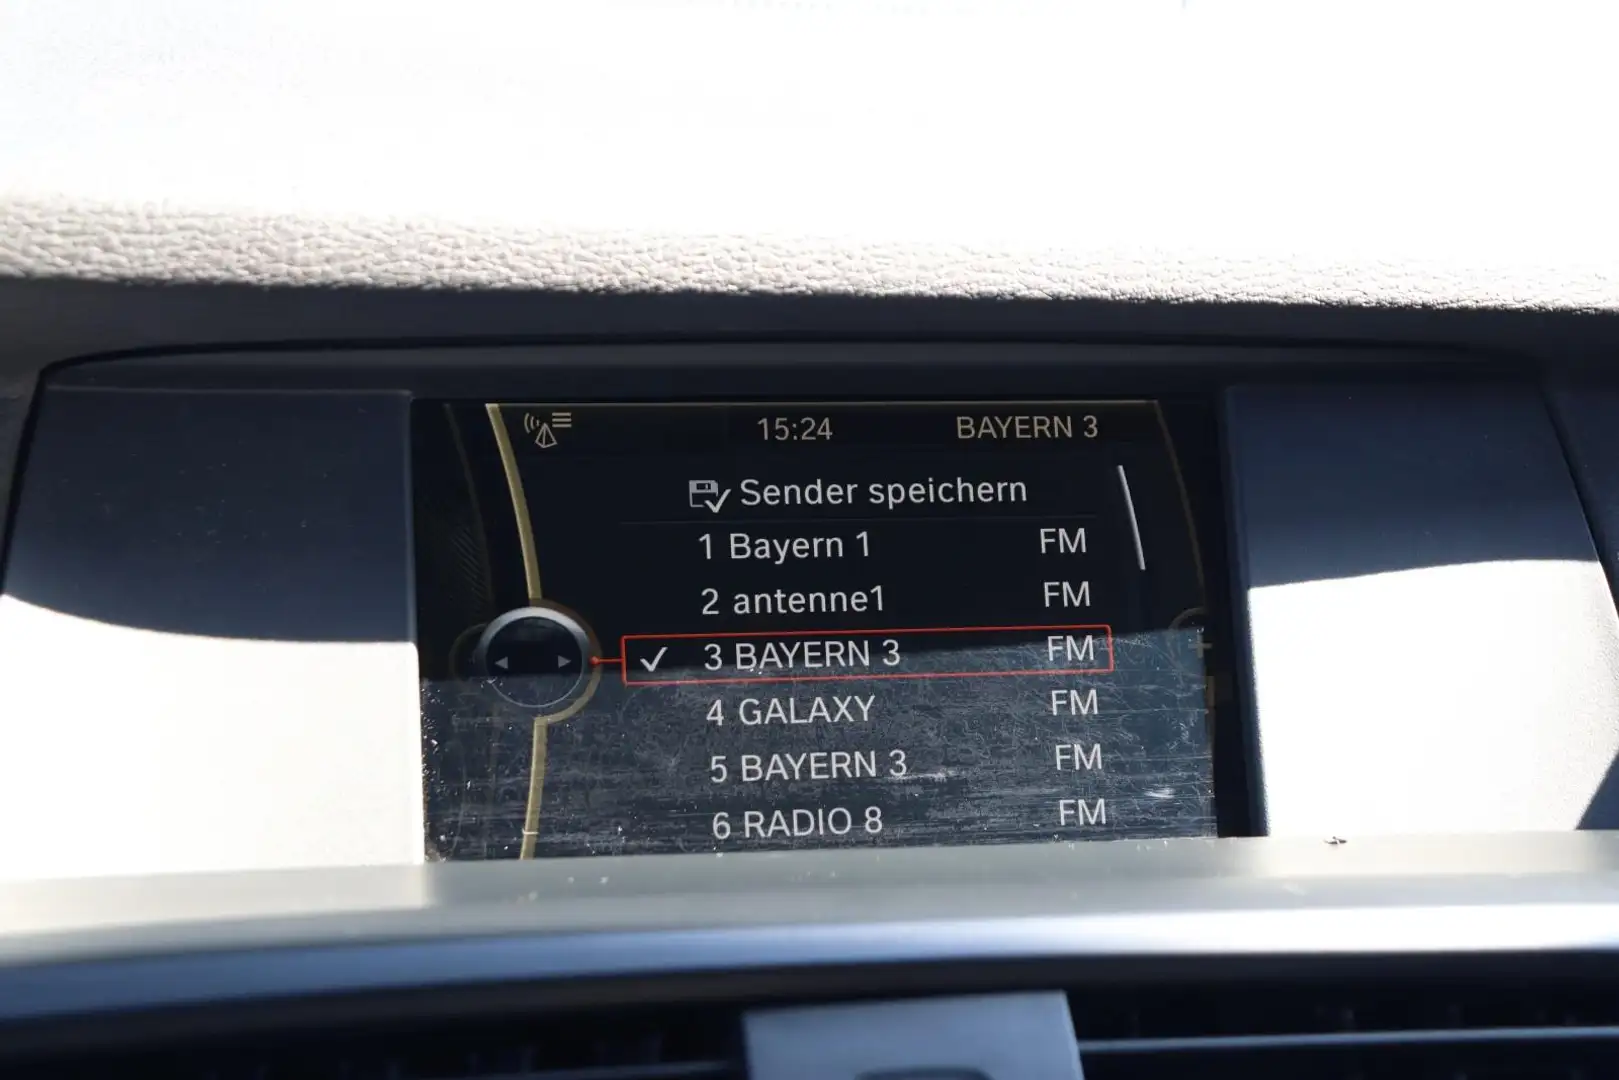 15:24 BAYERN 3
Sender speichern
1 Bayern 1 FM
2 antenne1 FM
3 BAYERN 3 FM
4 GALAXY FM
5 BAYERN 3 FM
6 RADIO 8 FM